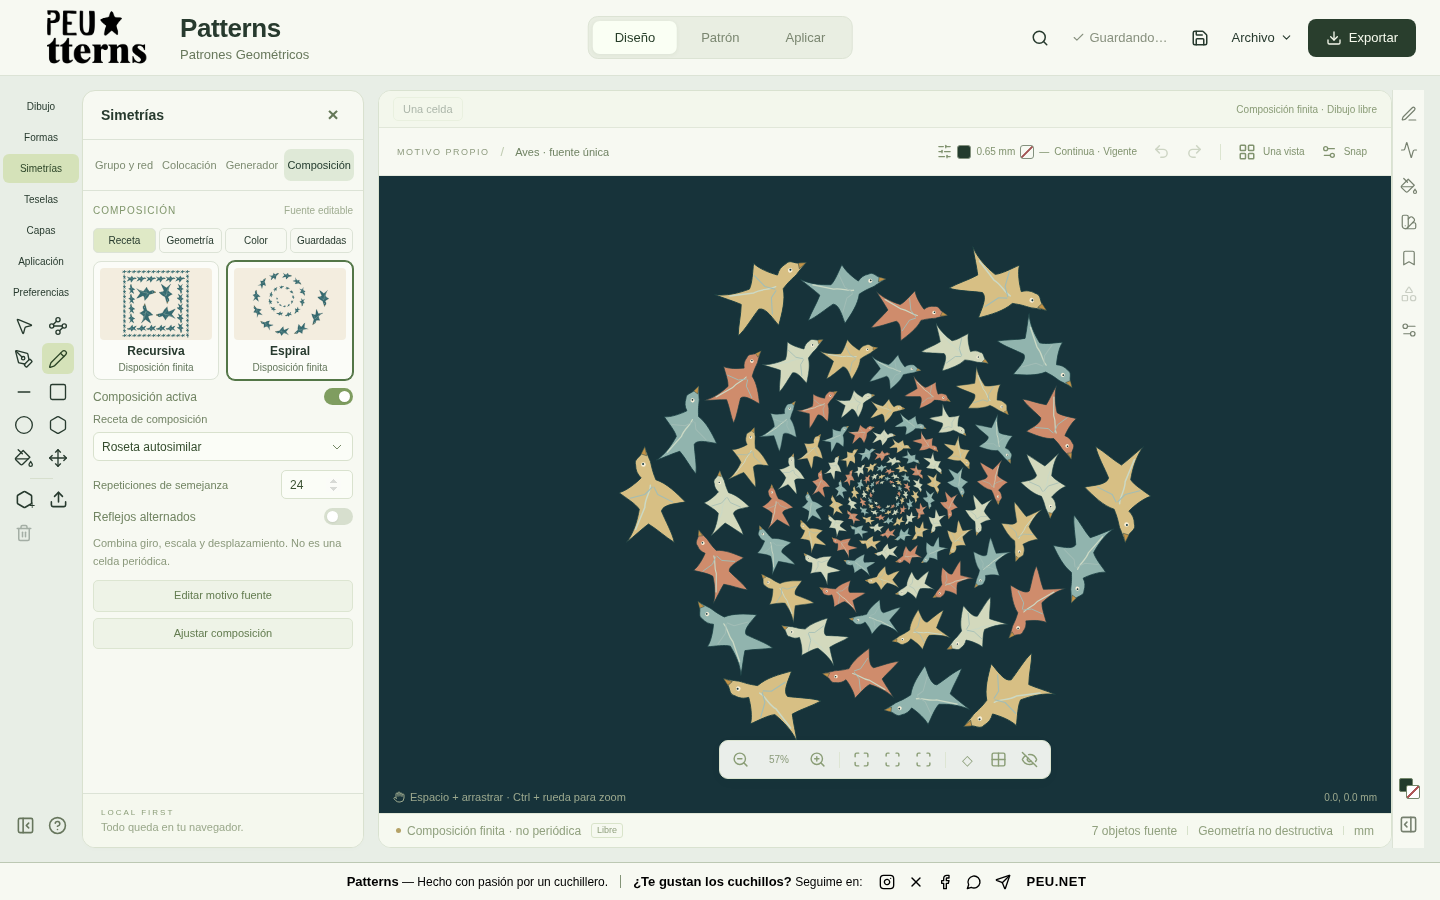 PEU
tterns
Patterns
Patrones Geométricos
Diseño
Patrón
Aplicar
Guardando…
Archivo
Exportar
Dibujo
Formas
Simetrías
Teselas
Capas
Aplicación
Preferencias
Simetrías
Grupo y red
Colocación
Generador
Composición
COMPOSICIÓN
Fuente editable
Receta
Geometría
Color
Guardadas
Recursiva
Disposición finita
Espiral
Disposición finita
Composición activa
Receta de composición
Roseta autosimilar
Repeticiones de semejanza
24
Reflejos alternados
Combina giro, escala y desplazamiento. No es una
celda periódica.
Editar motivo fuente
Ajustar composición
LOCAL FIRST
Todo queda en tu navegador.
Una celda
Composición finita · Dibujo libre
MOTIVO PROPIO / Aves · fuente única
0.65 mm
— Continua · Vigente
Una vista
Snap
57%
Espacio + arrastrar · Ctrl + rueda para zoom
0.0, 0.0 mm
Composición finita · no periódica
Libre
7 objetos fuente
Geometría no destructiva
mm
Patterns — Hecho con pasión por un cuchillero.
¿Te gustan los cuchillos? Seguime en:
PEU.NET